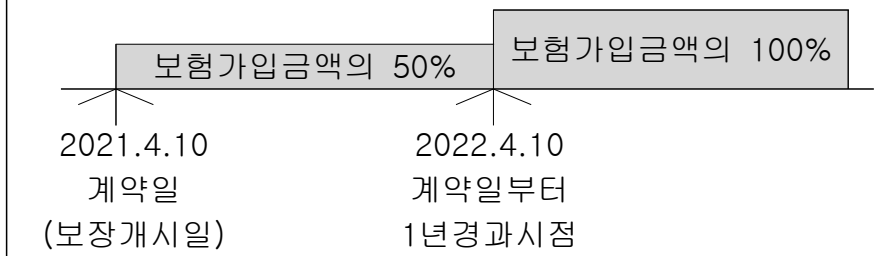 보험가입금액의 50%
보험가입금액의 100%
2021.4.10
계약일
(보장개시일)
2022.4.10
계약일부터
1년경과시점